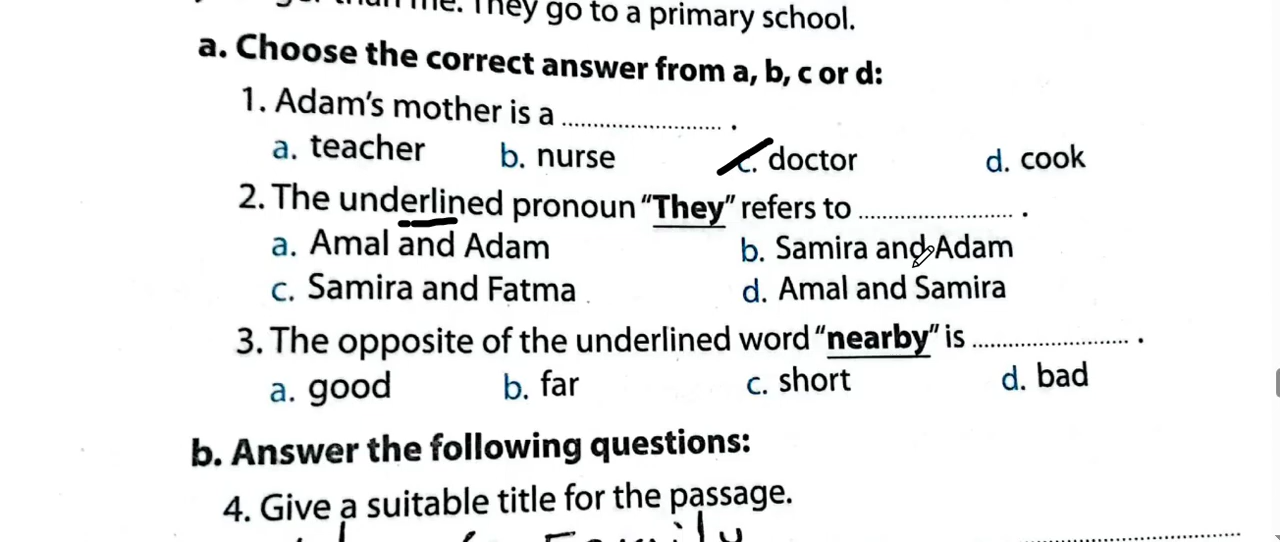 than me. They go to a primary school.
a. Choose the correct answer from a, b, c or d:
1. Adam's mother is a ........................ .
a. teacher b. nurse c. doctor d. cook
2. The underlined pronoun "They" refers to ........................ .
a. Amal and Adam b. Samira and Adam
c. Samira and Fatma d. Amal and Samira
3. The opposite of the underlined word "nearby" is ........................ .
a. good b. far c. short d. bad
b. Answer the following questions:
4. Give a suitable title for the passage.
Family